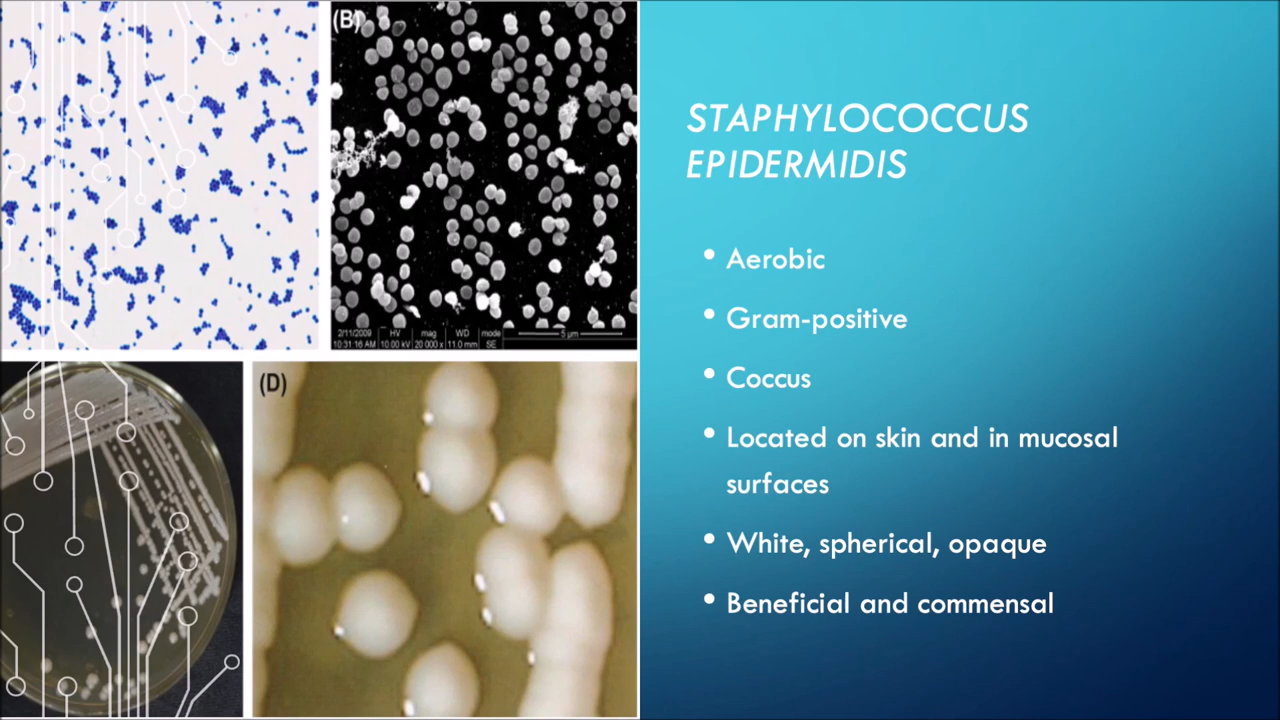 (B)
2/11/2009 HV mag WD mode
10:31:16 AM 10.00 kV 20 000 x 11.0 mm SE
5 µm
(D)
STAPHYLOCOCCUS
EPIDERMIDIS
• Aerobic
• Gram-positive
• Coccus
• Located on skin and in mucosal
surfaces
• White, spherical, opaque
• Beneficial and commensal